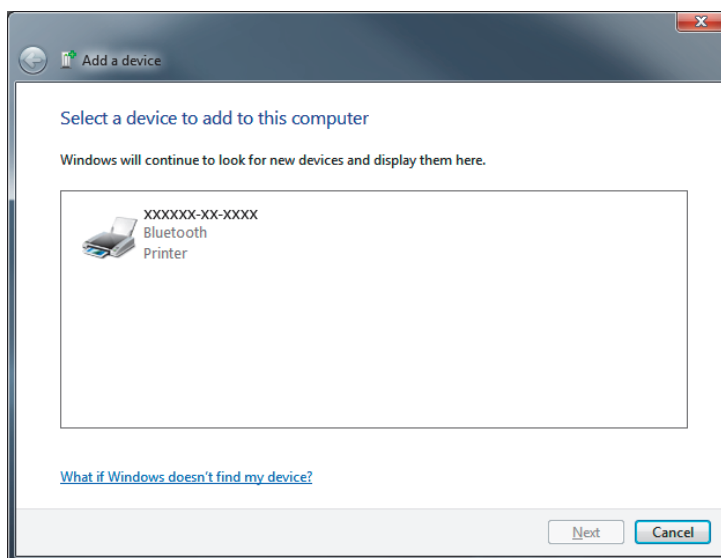 Add a device
Select a device to add to this computer
Windows will continue to look for new devices and display them here.
XXXXXX-XX-XXXX
Bluetooth
Printer
What if Windows doesn't find my device?
Next
Cancel